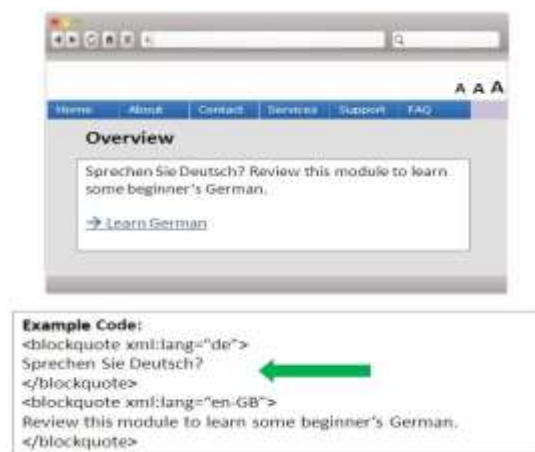 A A A
Home About Contact Services Support FAQ
Overview
Sprechen Sie Deutsch? Review this module to learn
some beginner's German.
→ Learn German
Example Code:
<blockquote xml:lang="de">
Sprechen Sie Deutsch?
</blockquote>
<blockquote xml:lang="en-GB">
Review this module to learn some beginner's German.
</blockquote>